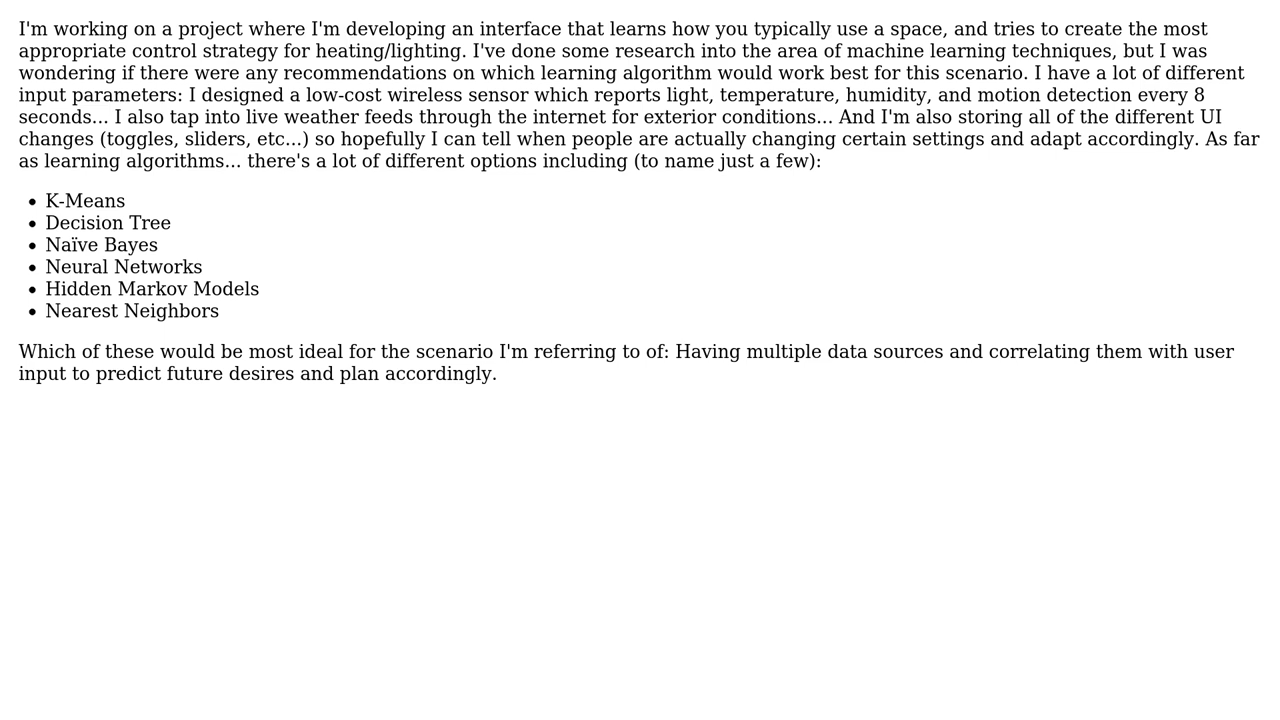 I'm working on a project where I'm developing an interface that learns how you typically use a space, and tries to create the most
appropriate control strategy for heating/lighting. I've done some research into the area of machine learning techniques, but I was
wondering if there were any recommendations on which learning algorithm would work best for this scenario. I have a lot of different
input parameters: I designed a low-cost wireless sensor which reports light, temperature, humidity, and motion detection every 8
seconds... I also tap into live weather feeds through the internet for exterior conditions... And I'm also storing all of the different UI
changes (toggles, sliders, etc...) so hopefully I can tell when people are actually changing certain settings and adapt accordingly. As far
as learning algorithms... there's a lot of different options including (to name just a few):
• K-Means
• Decision Tree
• Naïve Bayes
• Neural Networks
• Hidden Markov Models
• Nearest Neighbors
Which of these would be most ideal for the scenario I'm referring to of: Having multiple data sources and correlating them with user
input to predict future desires and plan accordingly.